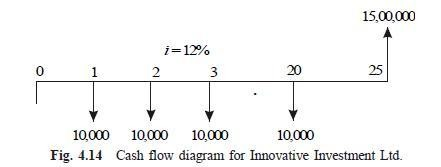 15,00,000
i=12%
0 1 2 3 20 25
10,000 10,000 10,000 10,000
Fig. 4.14 Cash flow diagram for Innovative Investment Ltd.